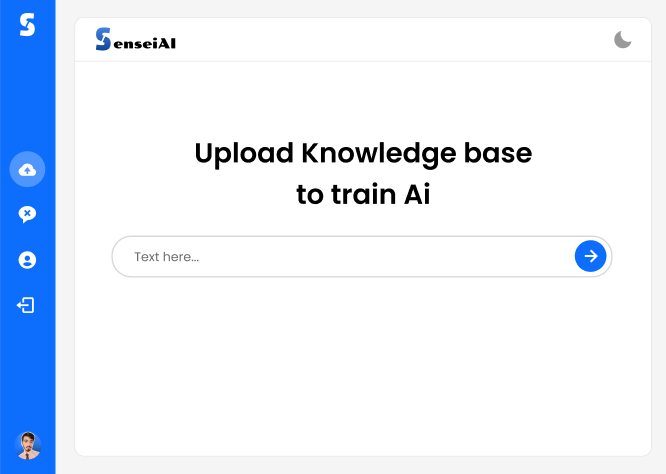 SenseiAI
Upload Knowledge base
to train Ai
Text here...